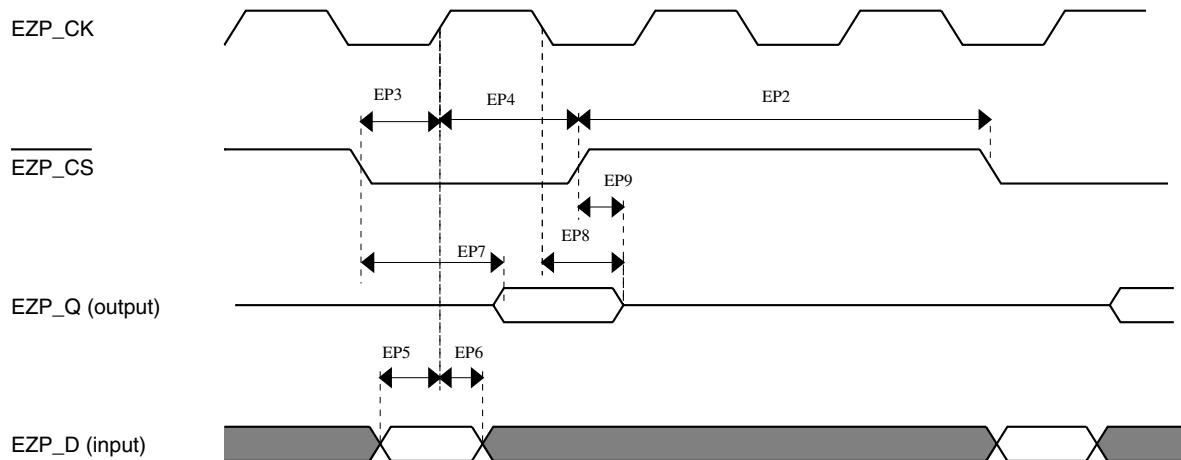 EZP_CK
EP3
EP4
EP2
EZP_CS
EP9
EP8
EP7
EZP_Q (output)
EP5
EP6
EZP_D (input)